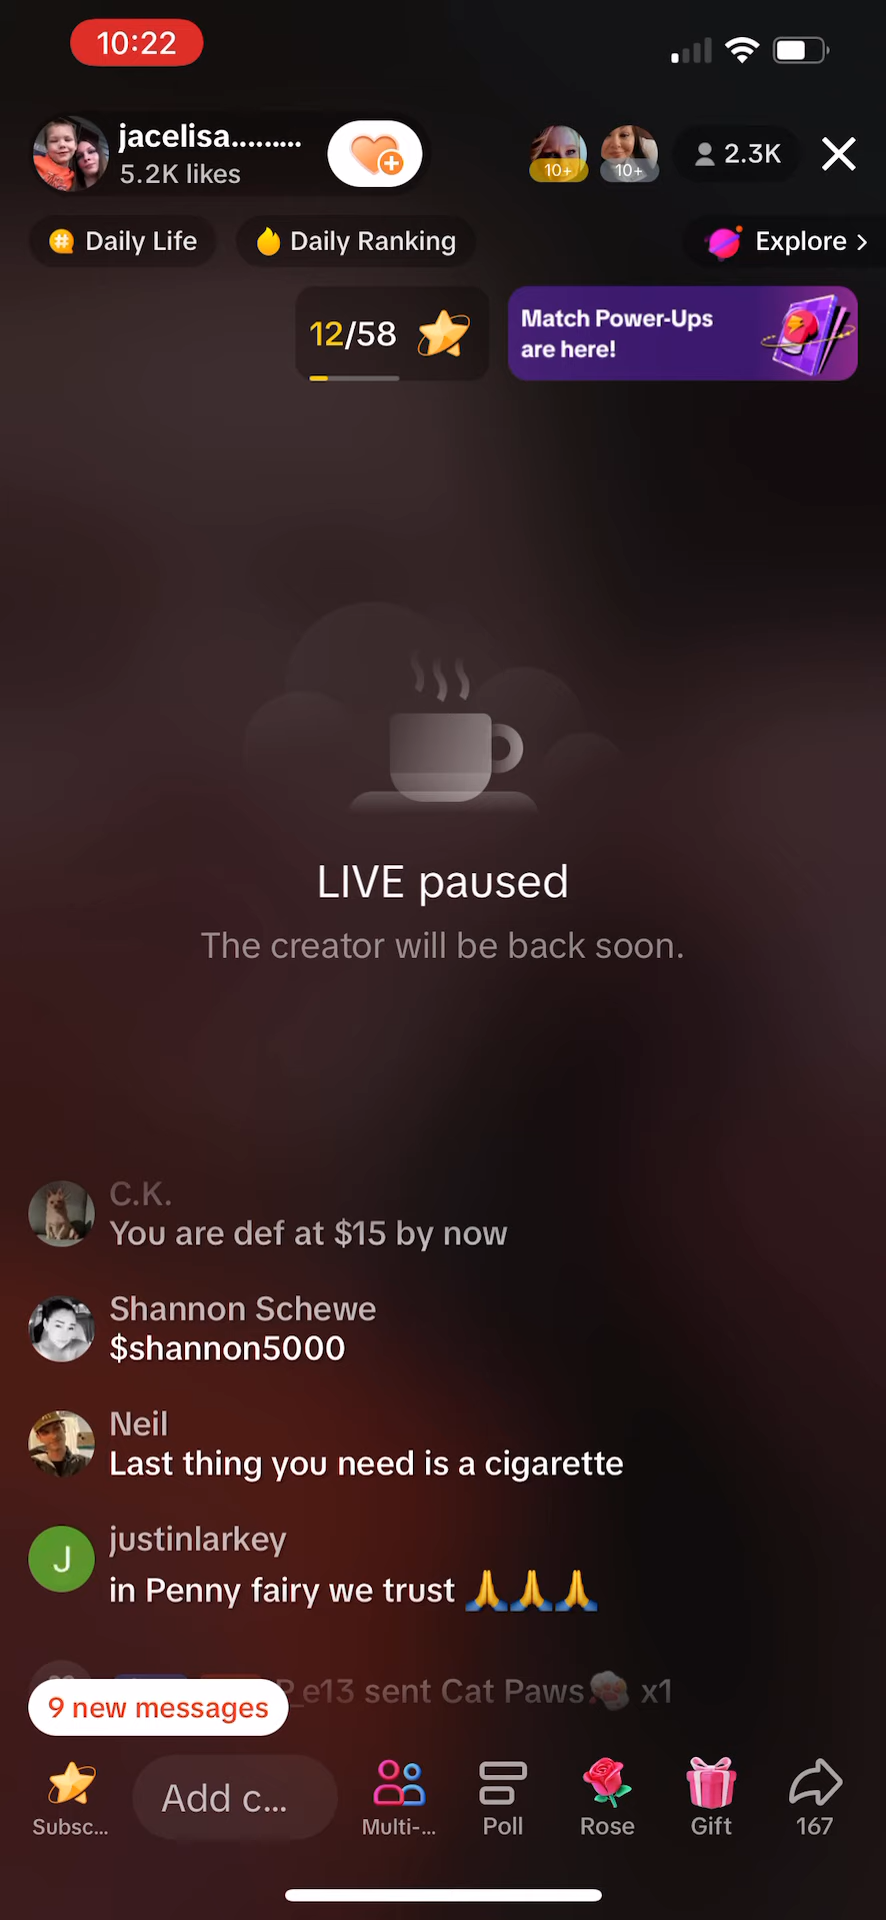 10:22
jacelisa.........
5.2K likes
10+
10+
2.3K
Daily Life
Daily Ranking
Explore >
12/58
Match Power-Ups
are here!
LIVE paused
The creator will be back soon.
C.K.
You are def at $15 by now
Shannon Schewe
$shannon5000
Neil
Last thing you need is a cigarette
J
justinlarkey
in Penny fairy we trust 🙏🙏🙏
_e13 sent Cat Paws x1
9 new messages
Subsc...
Add c...
Multi-...
Poll
Rose
Gift
167